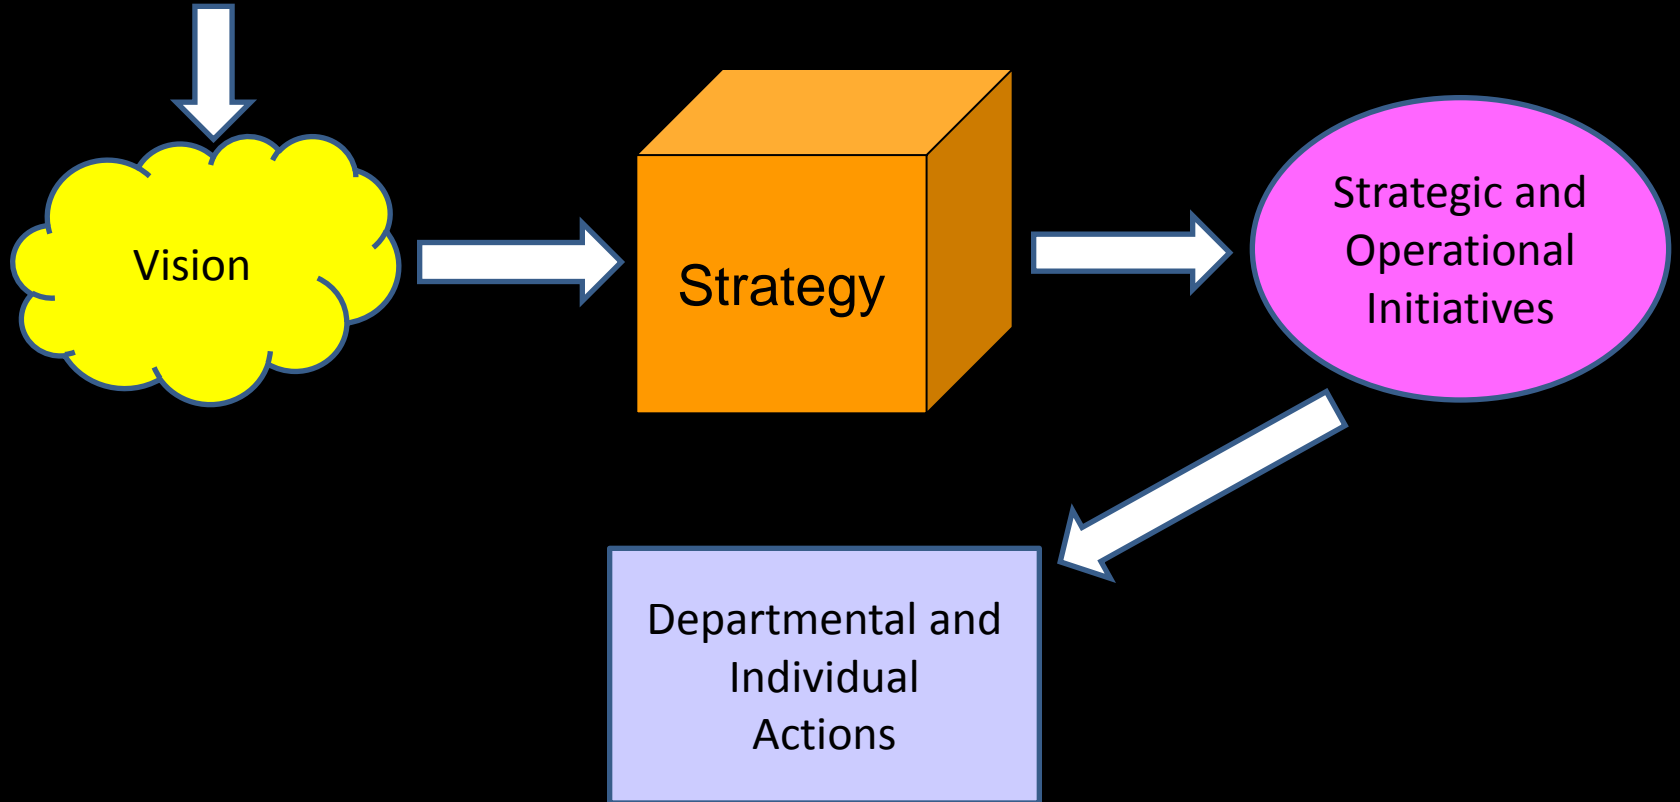 Vision
Strategy
Strategic and
Operational
Initiatives
Departmental and
Individual
Actions